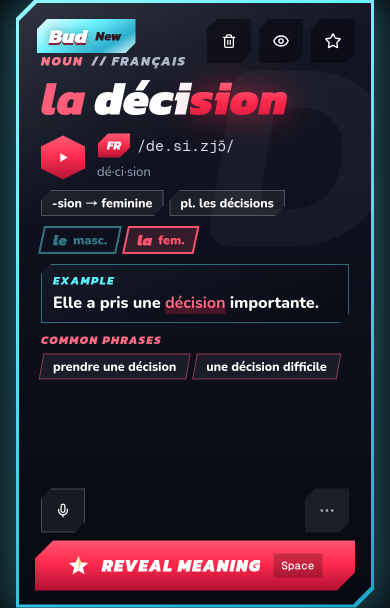 Bud New
NOUN // FRANÇAIS
la décision
FR /de.si.zjɔ̃/
dé·ci·sion
-sion → feminine pl. les décisions
le masc. la fem.
EXAMPLE
Elle a pris une décision importante.
COMMON PHRASES
prendre une décision une décision difficile
REVEAL MEANING Space